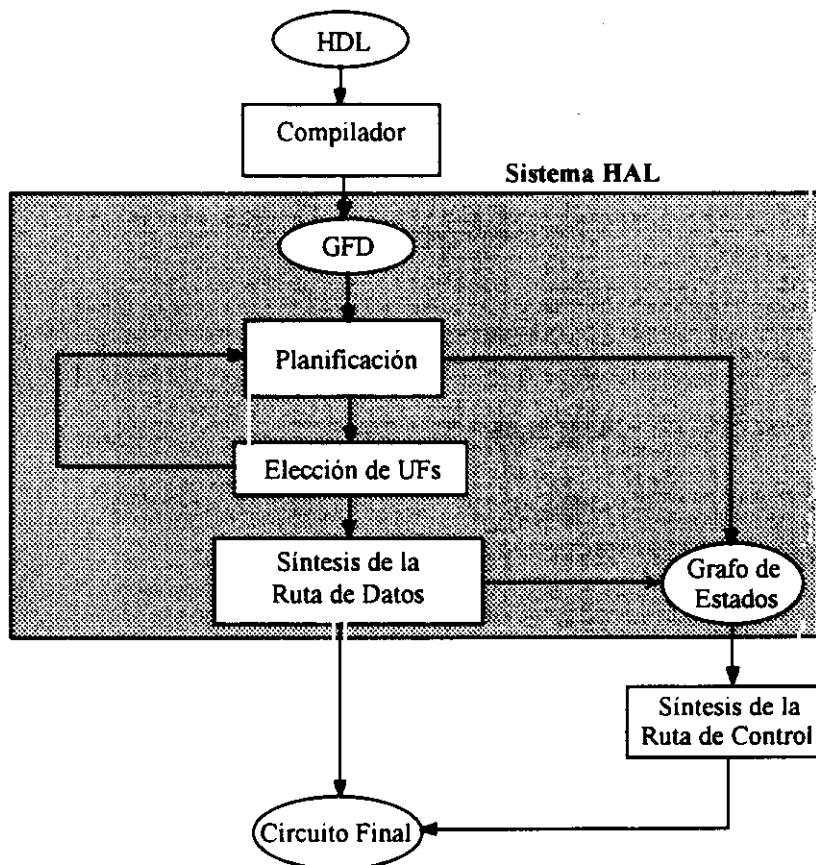 HDL
Compilador
Sistema HAL
GFD
Planificación
Elección de UFs
Síntesis de la
Ruta de Datos
Grafo de
Estados
Síntesis de la
Ruta de Control
Circuito Final